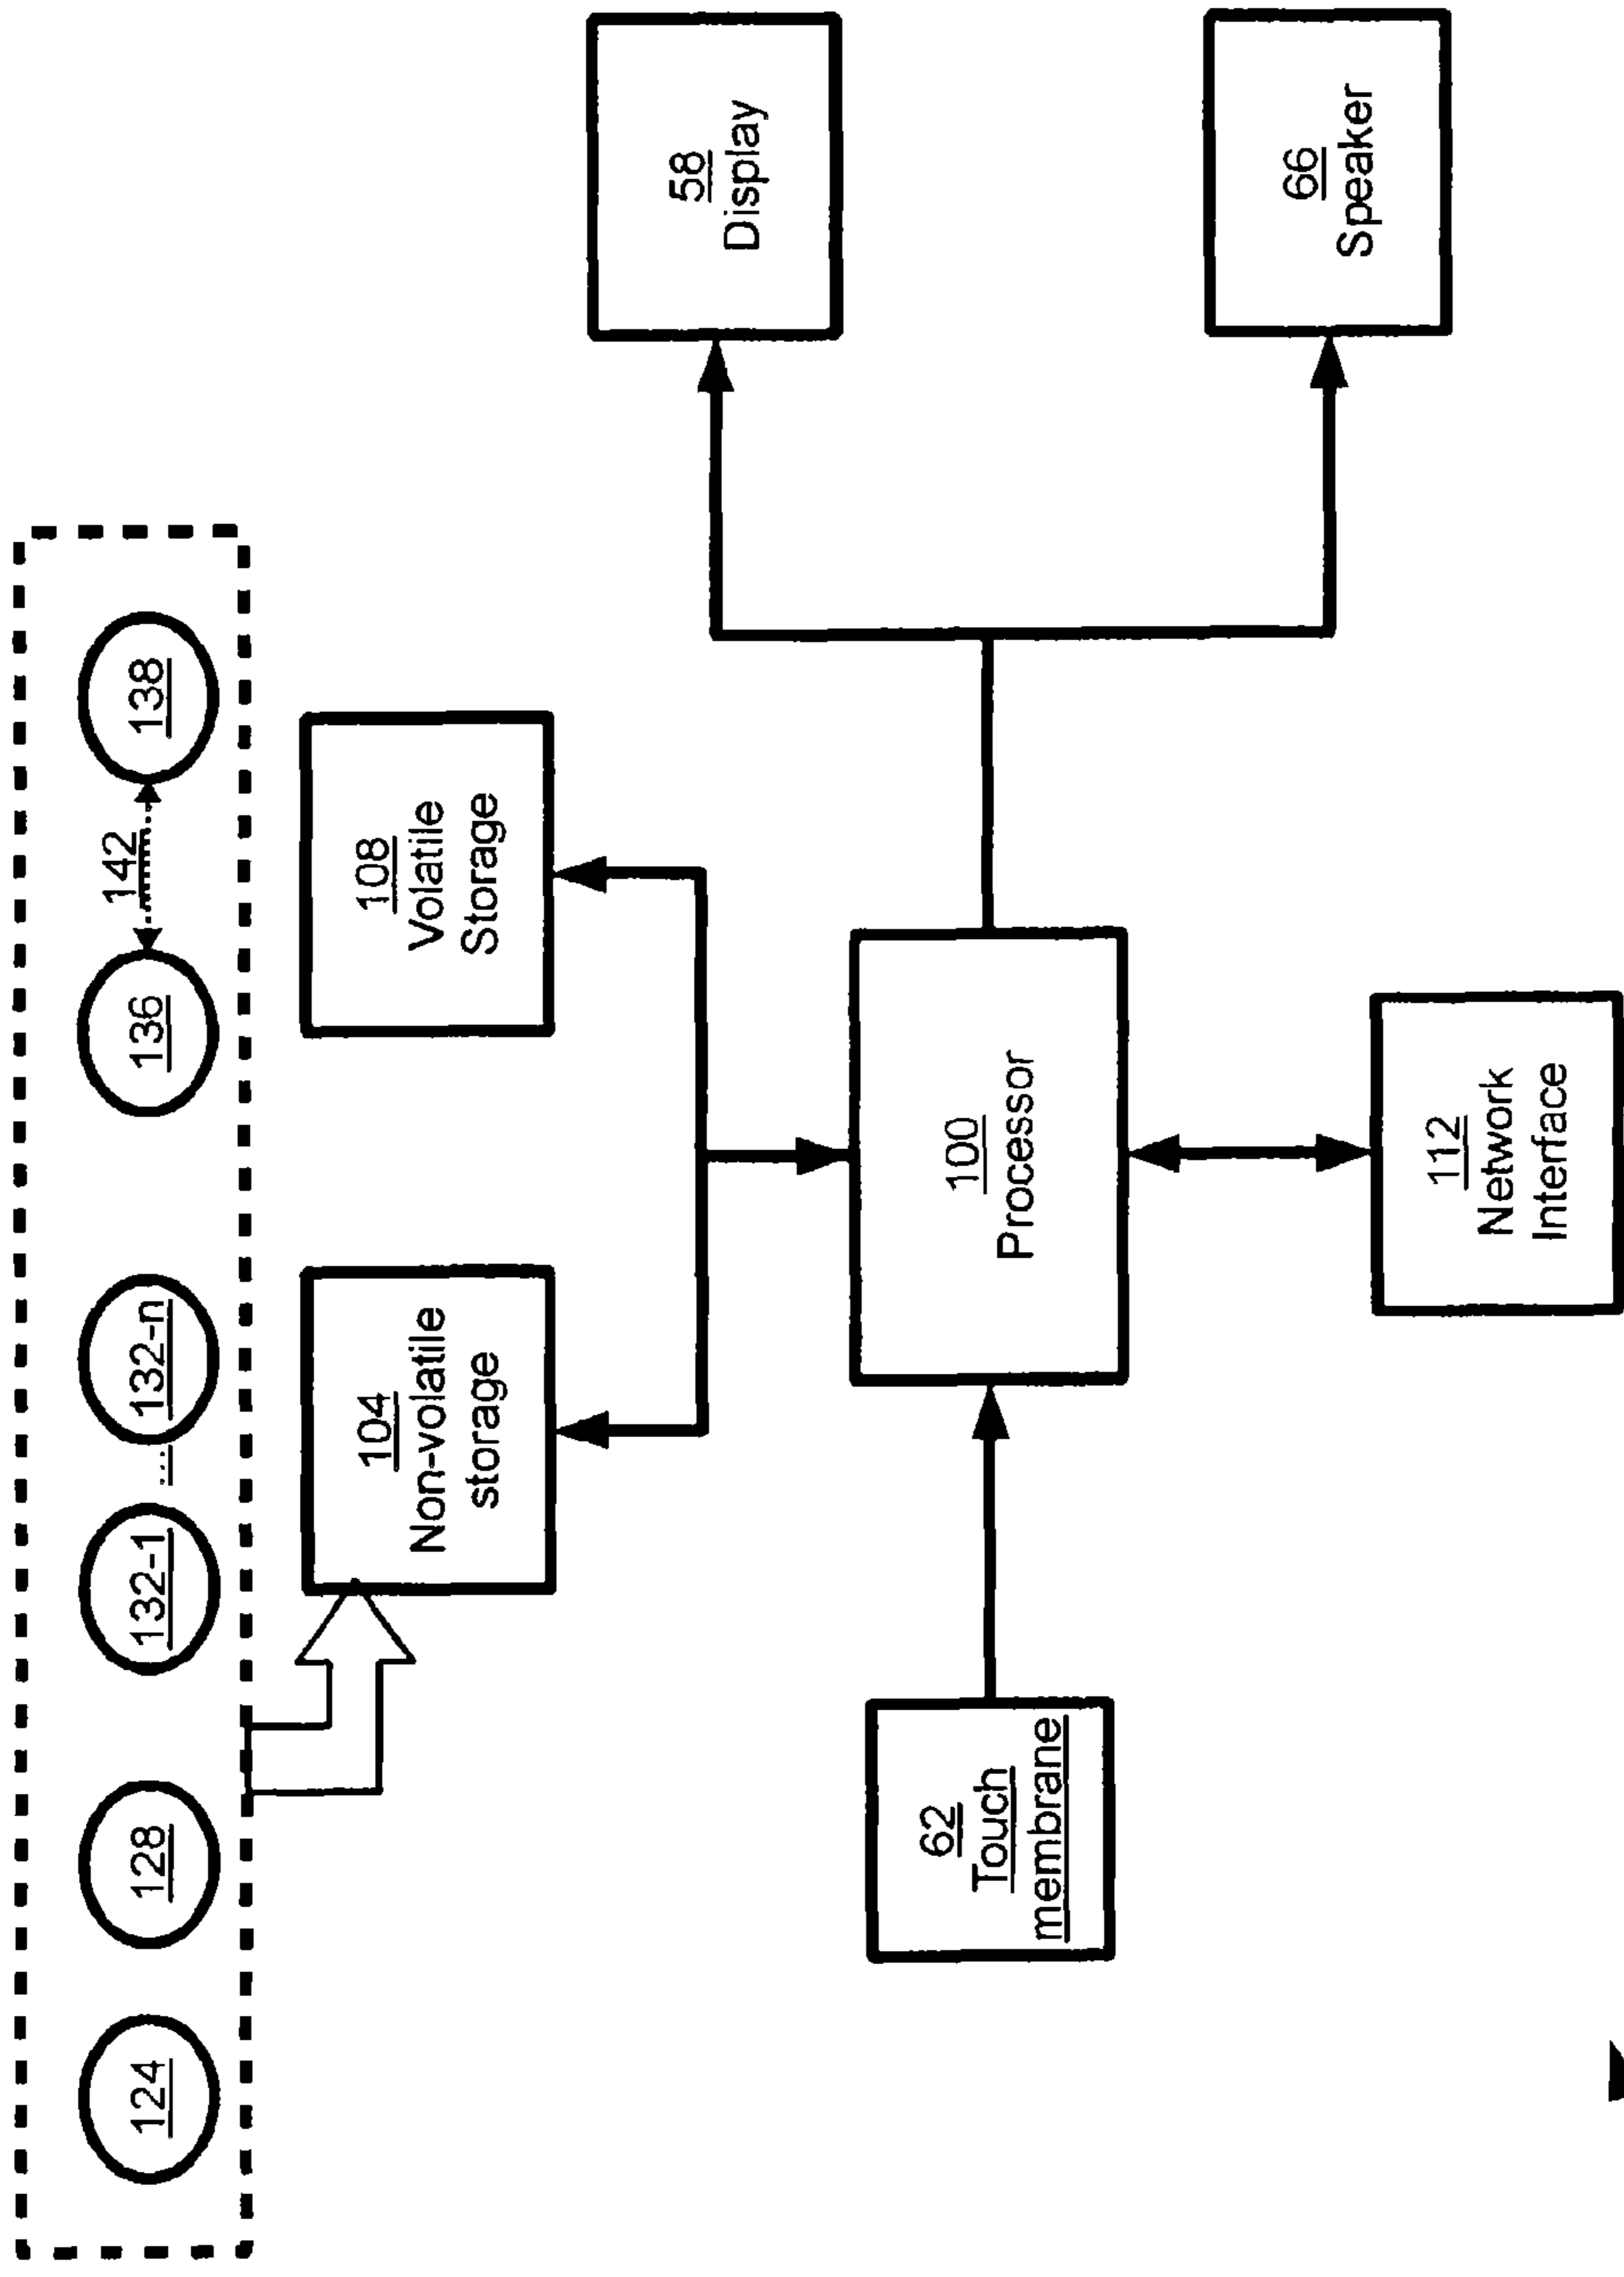 124
128
132-1
...
132-n
136
142
138
104
Non-volatile
storage
108
Volatile
Storage
58
Display
62
Touch
membrane
100
Processor
112
Network
Interface
66
Speaker